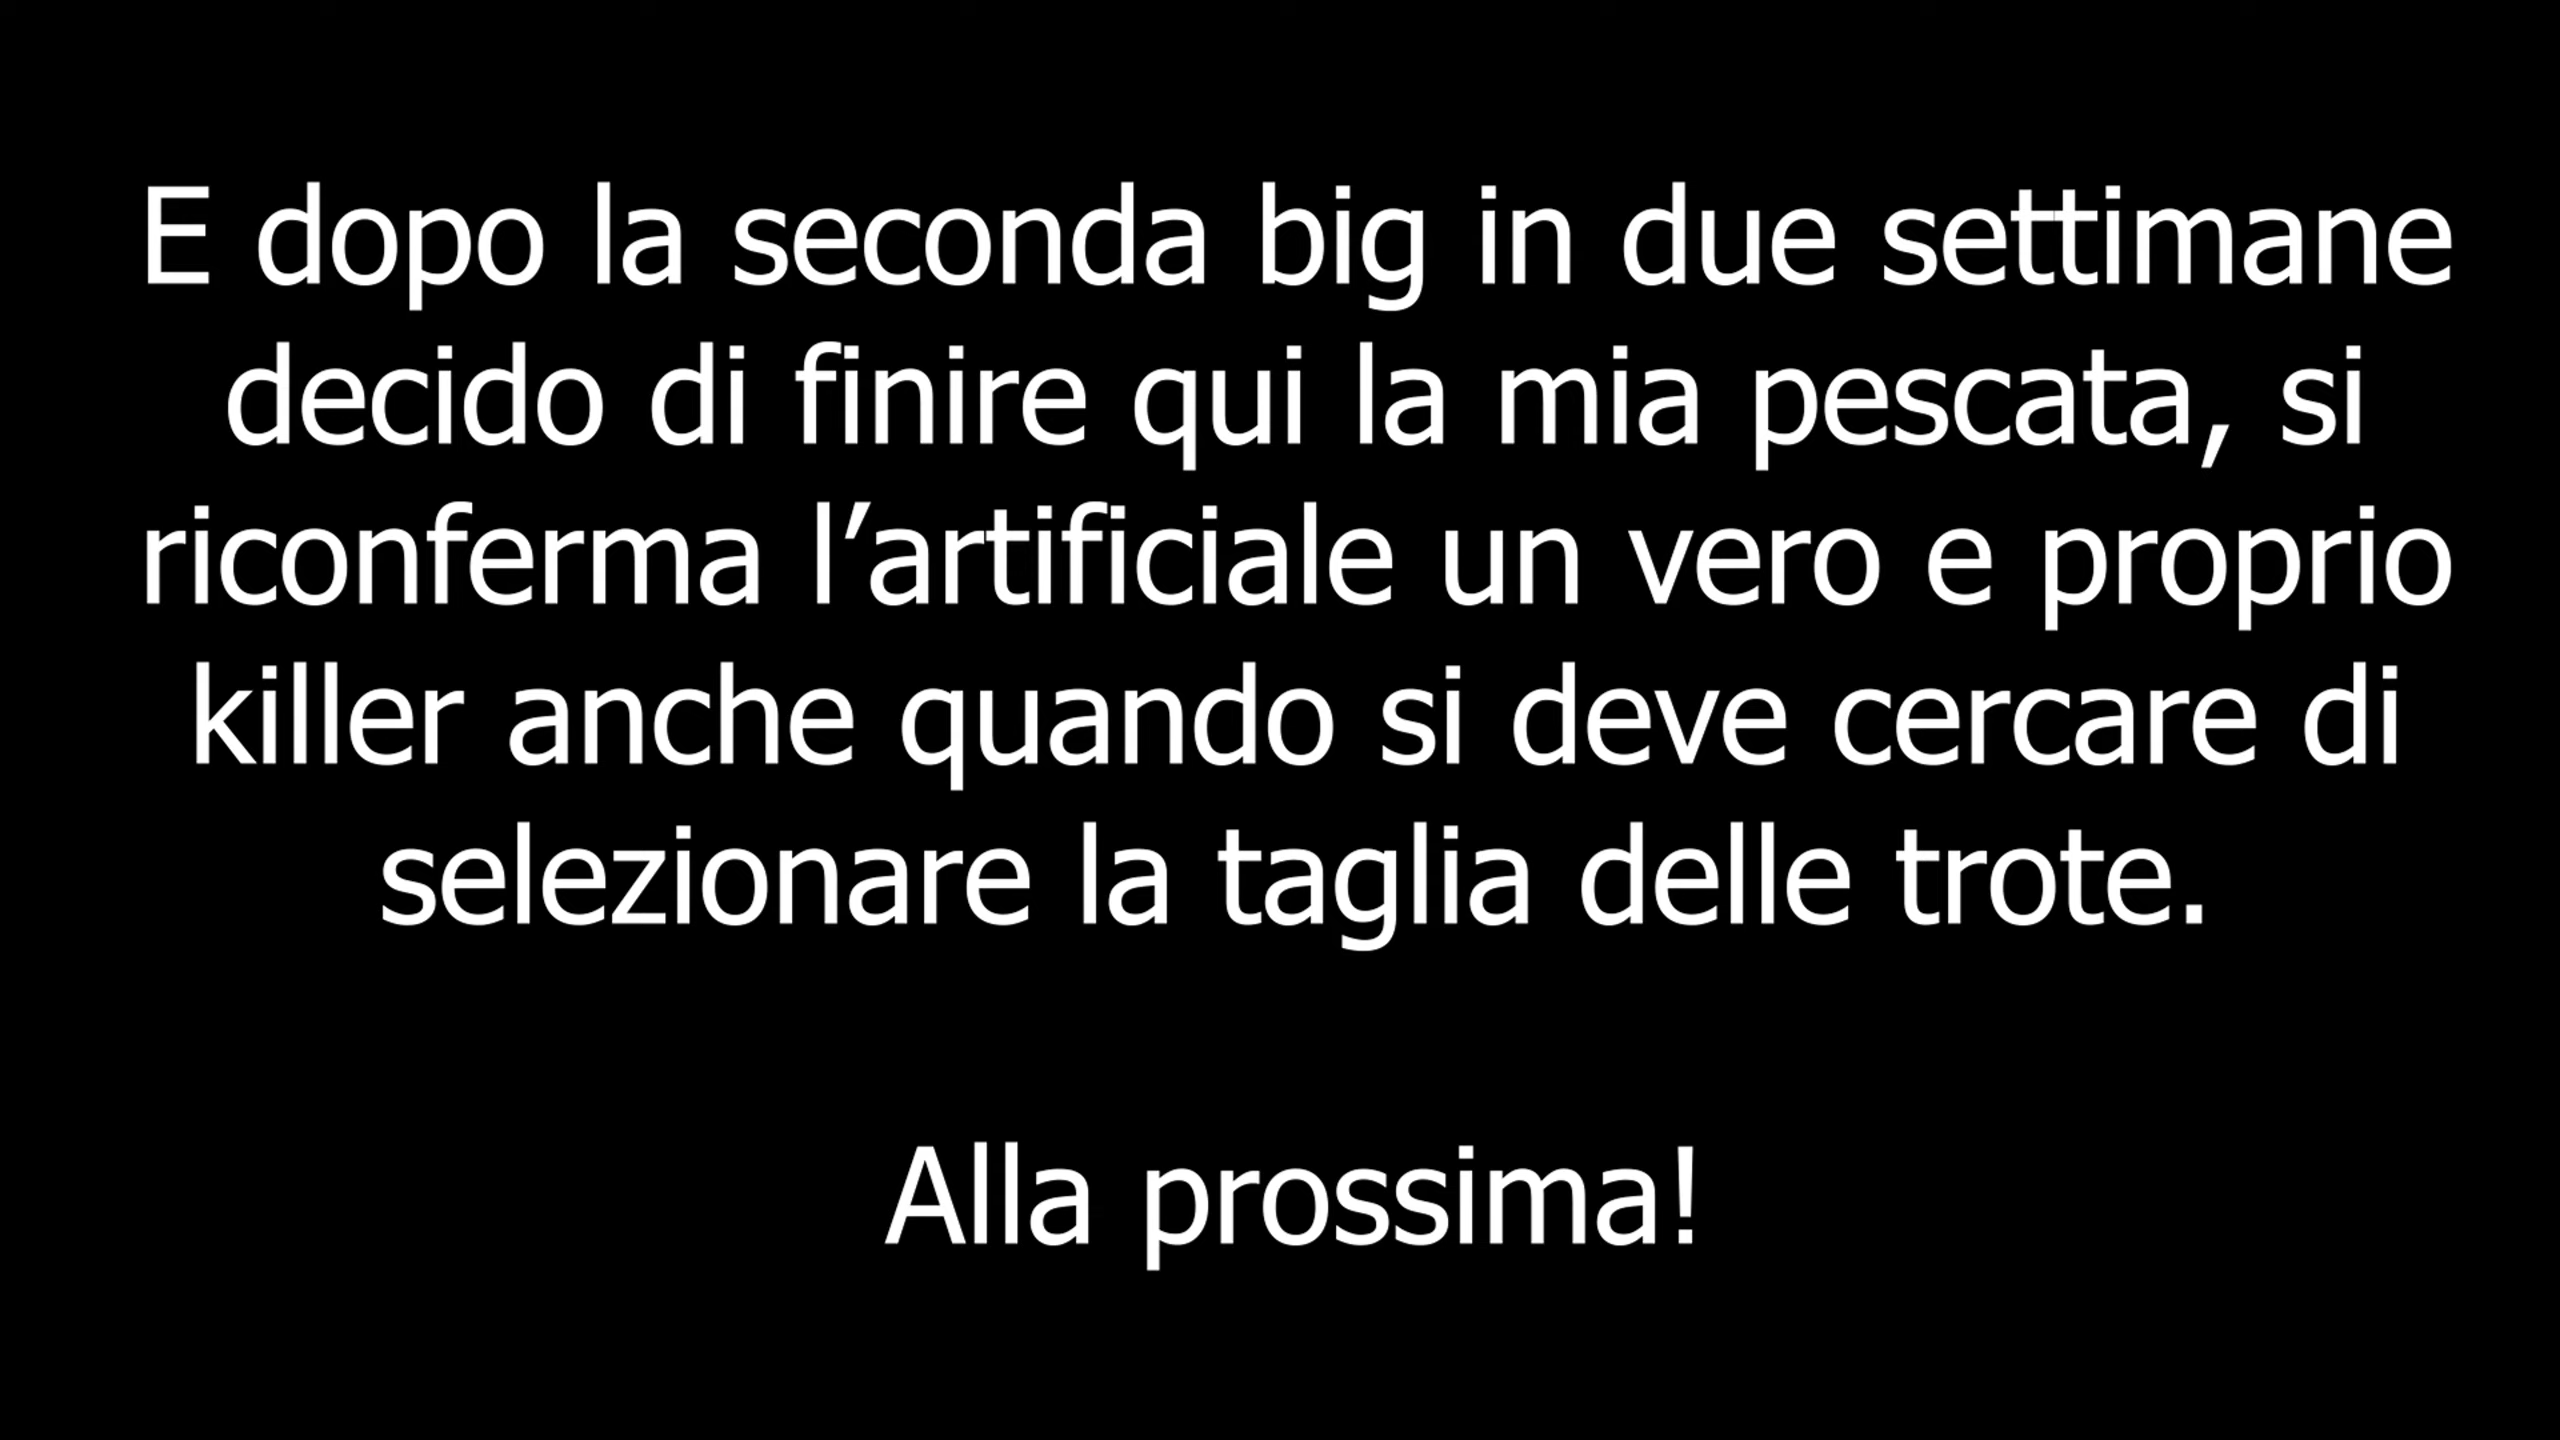 E dopo la seconda big in due settimane
decido di finire qui la mia pescata, si
riconferma l’artificiale un vero e proprio
killer anche quando si deve cercare di
selezionare la taglia delle trote.
Alla prossima!